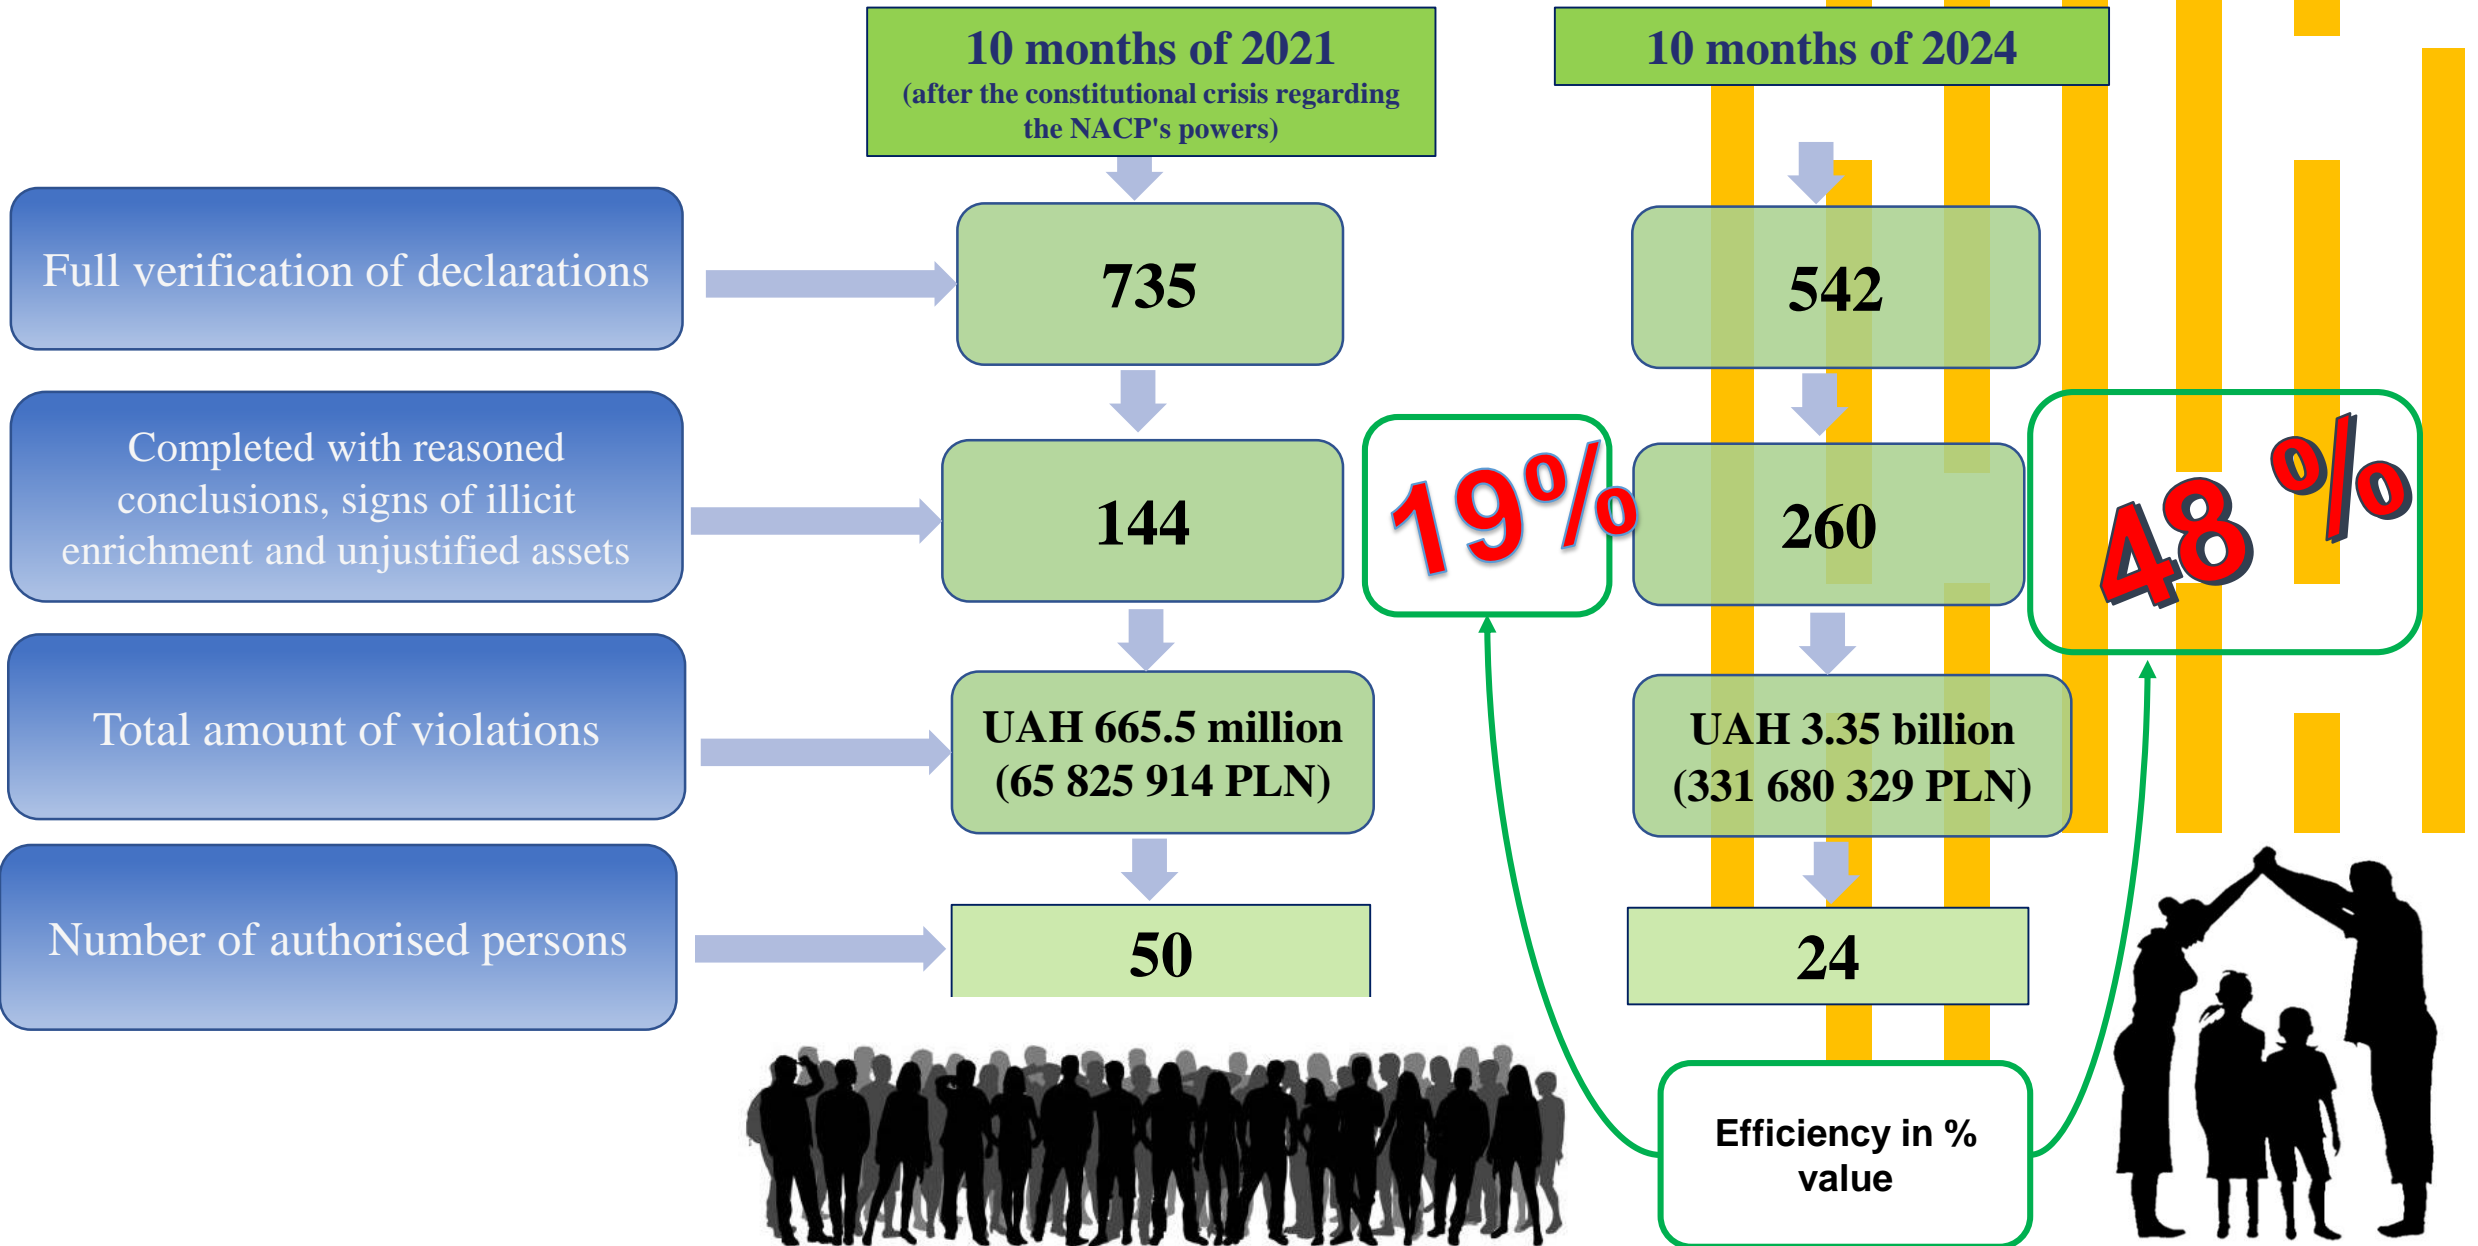 10 months of 2021
(after the constitutional crisis regarding
the NACP's powers)
10 months of 2024
Full verification of declarations
735
542
Completed with reasoned
conclusions, signs of illicit
enrichment and unjustified assets
144
19%
260
48 %
Total amount of violations
UAH 665.5 million
(65 825 914 PLN)
UAH 3.35 billion
(331 680 329 PLN)
Number of authorised persons
50
24
Efficiency in %
value